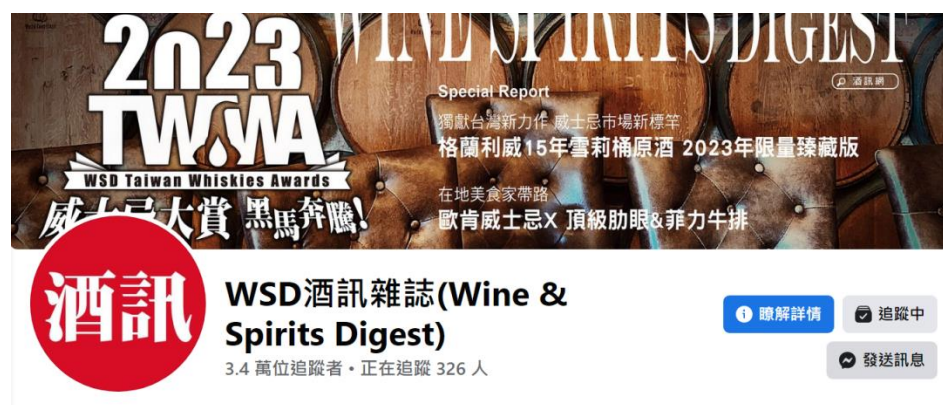 2023
TWWA
WSD Taiwan Whiskies Awards
威士忌大賞 黑馬奔騰!
WINE SPIRITS DIGEST
酒訊網
Special Report
獨獻台灣新力作 威士忌市場新標竿
格蘭利威15年雪莉桶原酒 2023年限量臻藏版
在地美食家帶路
歐肯威士忌X 頂級肋眼&菲力牛排
酒訊
WSD酒訊雜誌(Wine &
Spirits Digest)
3.4 萬位追蹤者 • 正在追蹤 326 人
瞭解詳情
追蹤中
發送訊息